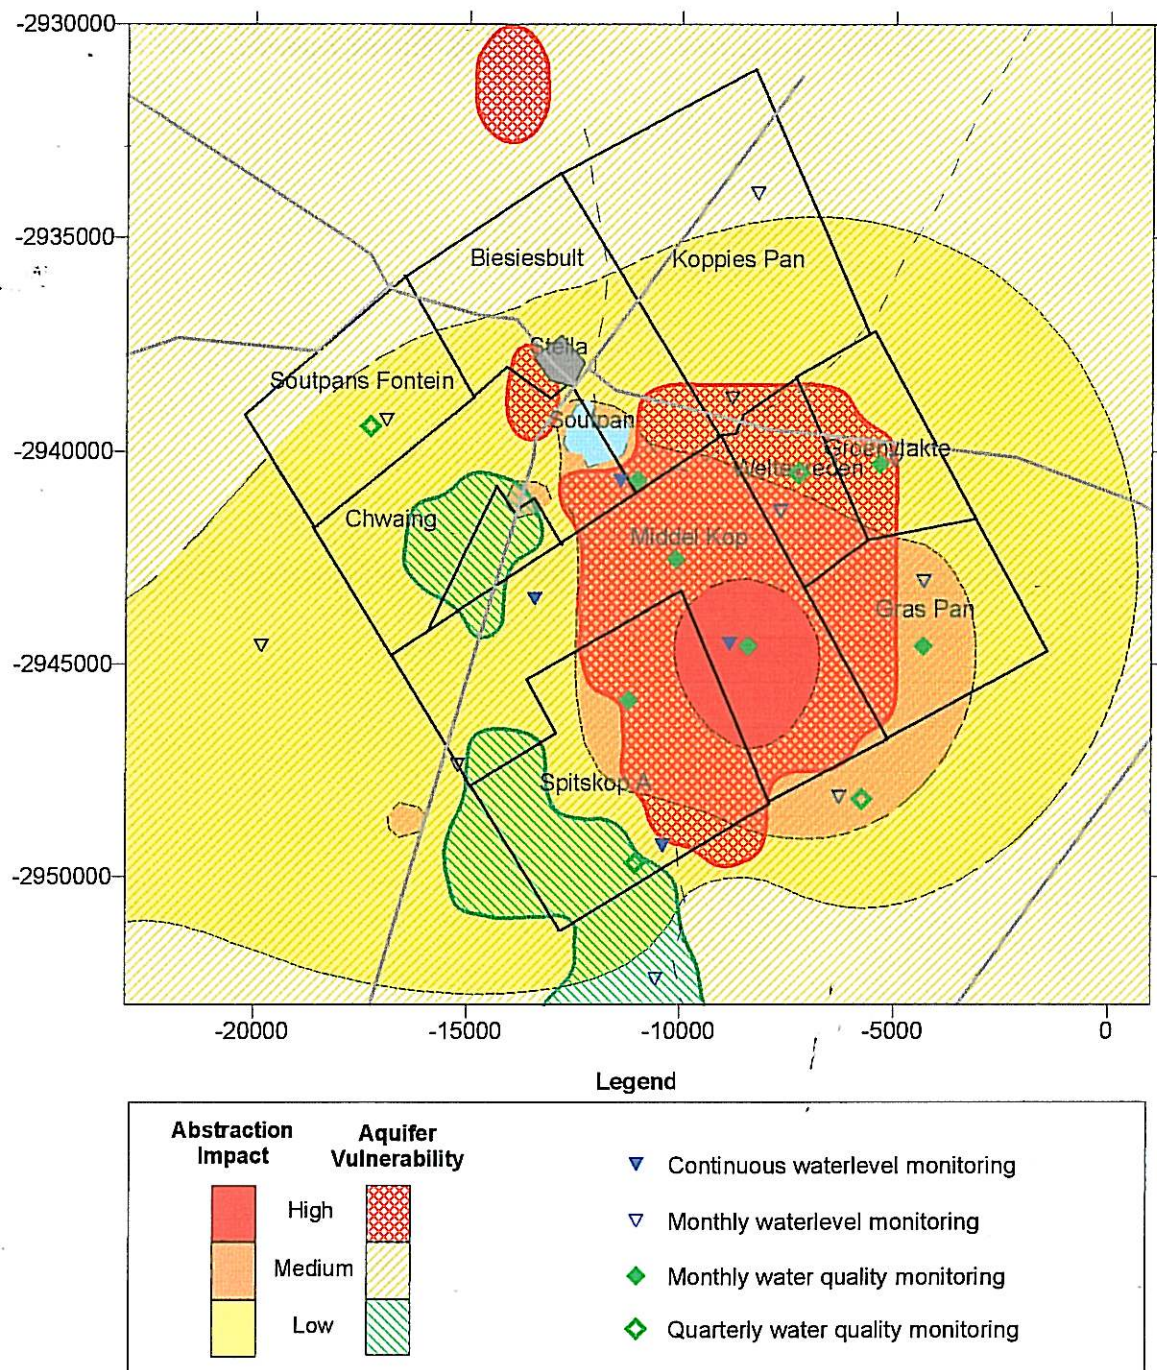 -2930000
Biesiesbult
Koppies Pan
-2935000
Stella
Soutpans Fontein
Soutpan
-2940000
Groenvlakte
Weltevreden
Chwaing
Middel Kop
Gras Pan
-2945000
Spitskop A
-2950000
-20000 -15000 -10000 -5000 0
Legend
Abstraction Impact
Aquifer Vulnerability
High
Medium
Low
Continuous waterlevel monitoring
Monthly waterlevel monitoring
Monthly water quality monitoring
Quarterly water quality monitoring